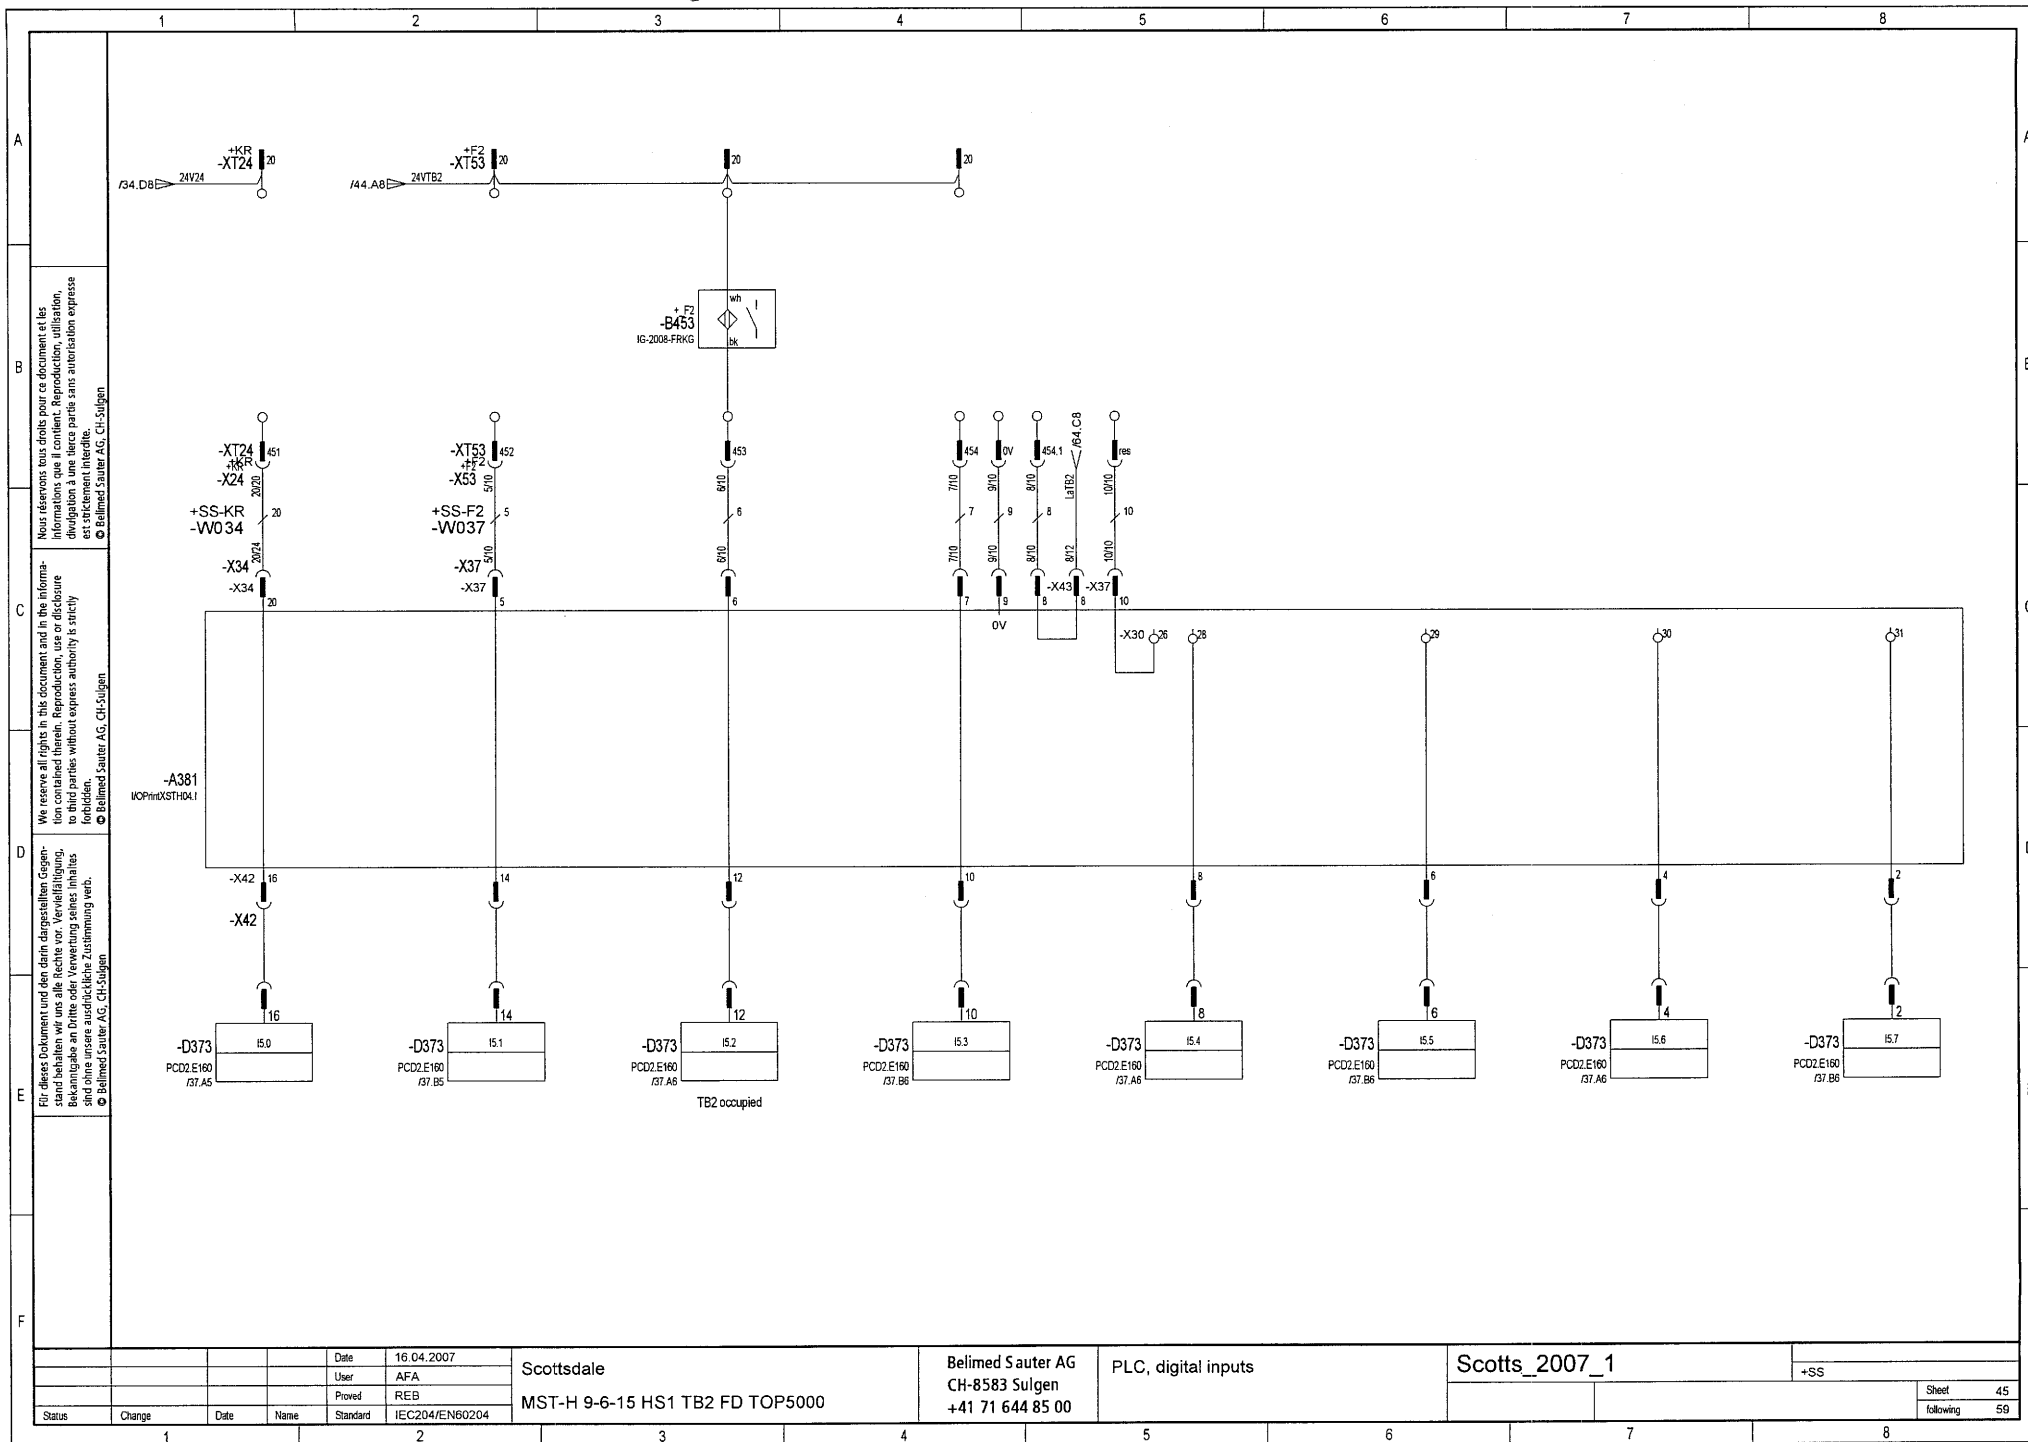 1 2 3 4 5 6 7 8
A
B
C
D
E
F
Nous réservons tous droits pour ce document et les
informations que il contient. Reproduction, utilisation,
divulgation à une tierce partie sans autorisation expresse
est strictement interdite.
© Belimed Sauter AG, CH-Sulgen
We reserve all rights in this document and in the informa-
tion contained therein. Reproduction, use or disclosure
to third parties without express authority is strictly
forbidden.
© Belimed Sauter AG, CH-Sulgen
Für dieses Dokument und den darin dargestellten Gegen-
stand behalten wir uns alle Rechte vor. Vervielfältigung,
Bekanntgabe an Dritte oder Verwertung seines Inhaltes
sind ohne unsere ausdrückliche Zustimmung verb.
© Belimed Sauter AG, CH-Sulgen
+KR
-XT24 20
/34.D8 24V24
+F2
-XT53 20
/44.A8 24VTB2
20
20
+ F2
-B453
IG-2008-FRKG
wh
bk
-XT24 451
+KR
+KR
-X24
20/20
+SS-KR 20
-W034
20/24
-X34
-X34
20
-XT53 452
+F2
+F2
-X53
5/10
+SS-F2 5
-W037
5/10
-X37
-X37
5
453
6/10
6
6/10
6
454
7/10
7
7/10
7
0V
9/10
9
9/10
9
0V
454.1
8/10
8
8/10
8
/64.C8
LaTB2
8/12
-X43
8
res
10/10
10
10/10
-X37
10
-X30 26 28 29 30 31
-A381
I/OPrintXSTH04.I
-X42 16 14 12 10 8 6 4 2
-X42
16 14 12 10 8 6 4 2
-D373 I5.0
PCD2.E160
/37.A5
-D373 I5.1
PCD2.E160
/37.B5
-D373 I5.2
PCD2.E160
/37.A6
TB2 occupied
-D373 I5.3
PCD2.E160
/37.B6
-D373 I5.4
PCD2.E160
/37.A6
-D373 I5.5
PCD2.E160
/37.B6
-D373 I5.6
PCD2.E160
/37.A6
-D373 I5.7
PCD2.E160
/37.B6
Date 16.04.2007
User AFA
Proved REB
Status Change Date Name Standard IEC204/EN60204
Scottsdale
MST-H 9-6-15 HS1 TB2 FD TOP5000
Belimed Sauter AG
CH-8583 Sulgen
+41 71 644 85 00
PLC, digital inputs
Scotts_2007_1
+SS
Sheet 45
following 59
1 2 3 4 5 6 7 8